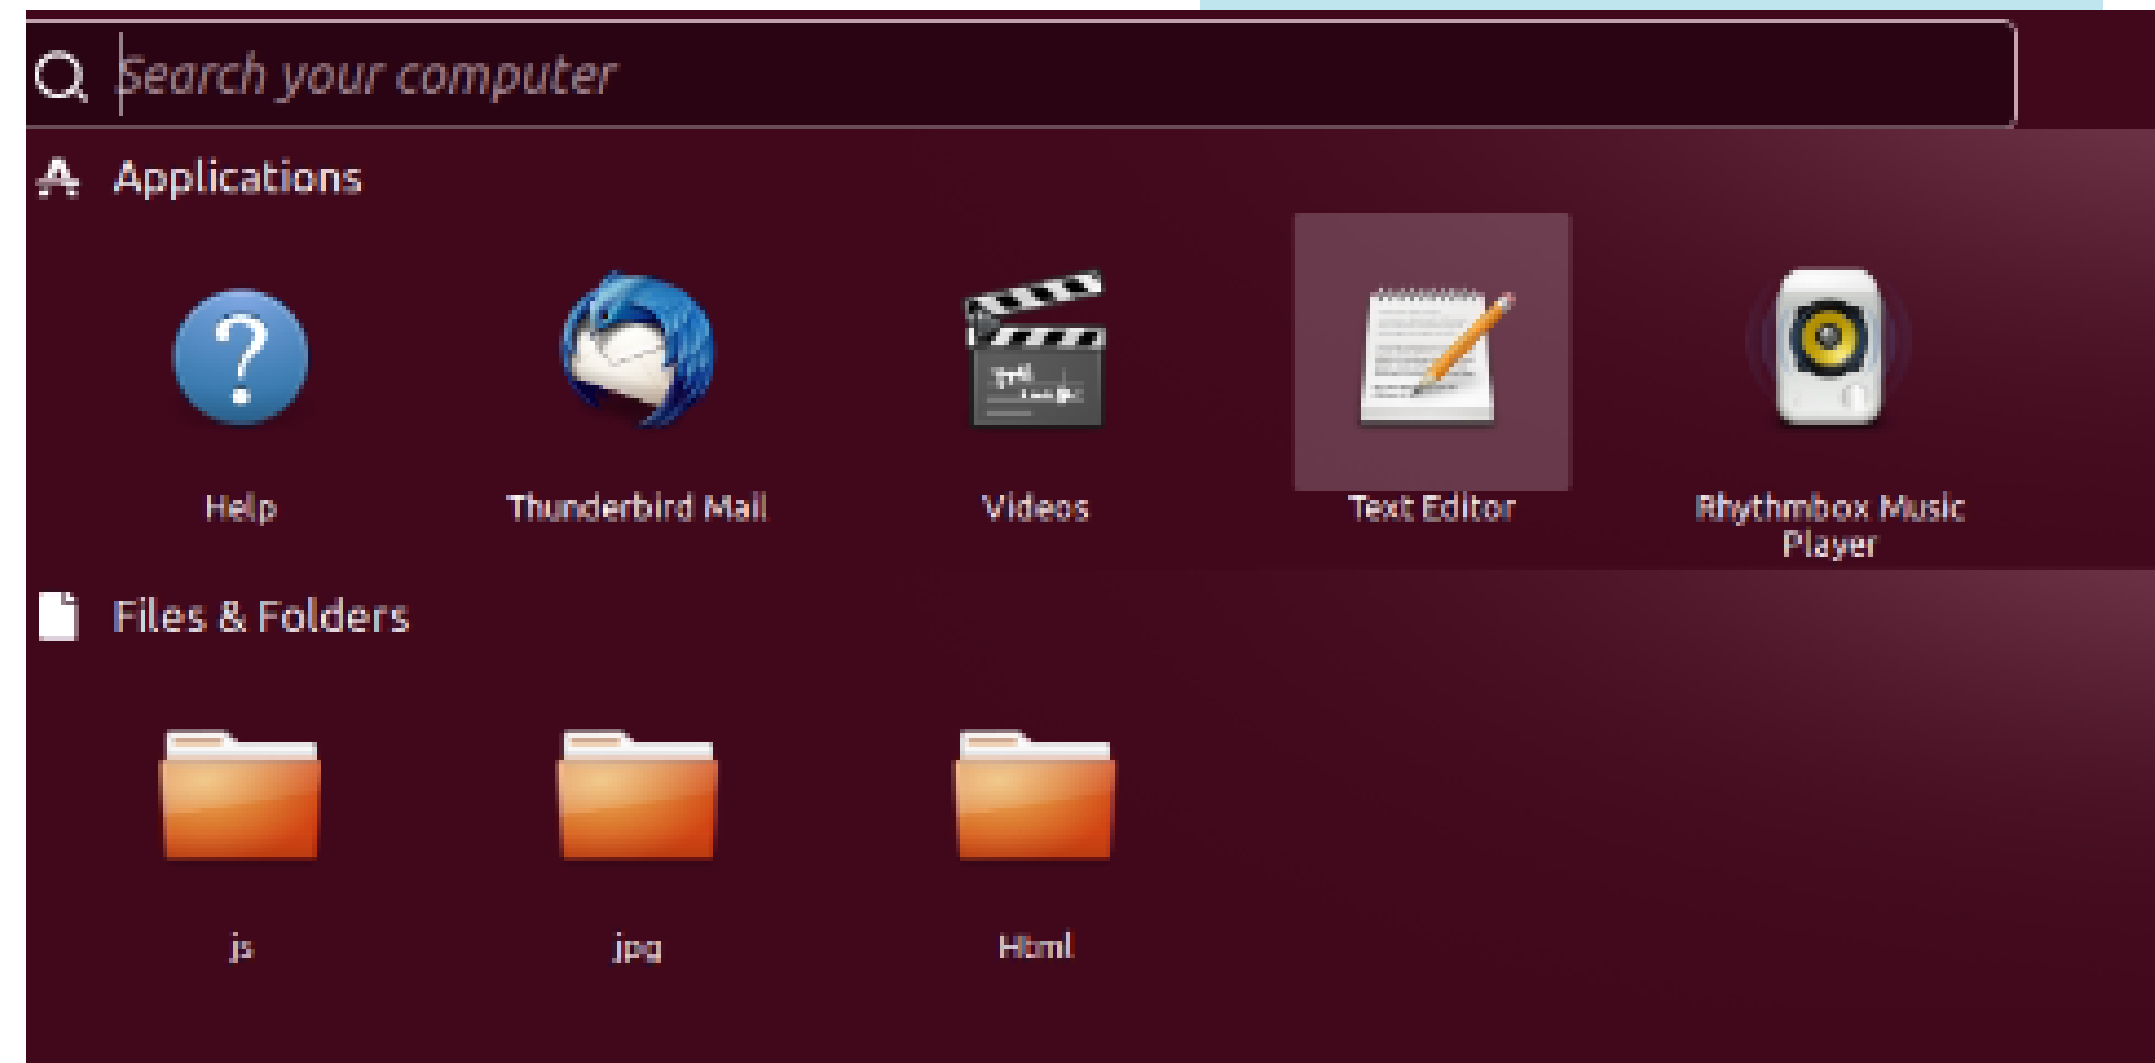 Search your computer
Applications
Help
Thunderbird Mail
Videos
Text Editor
Rhythmbox Music
Player
Files & Folders
js
jpg
Html